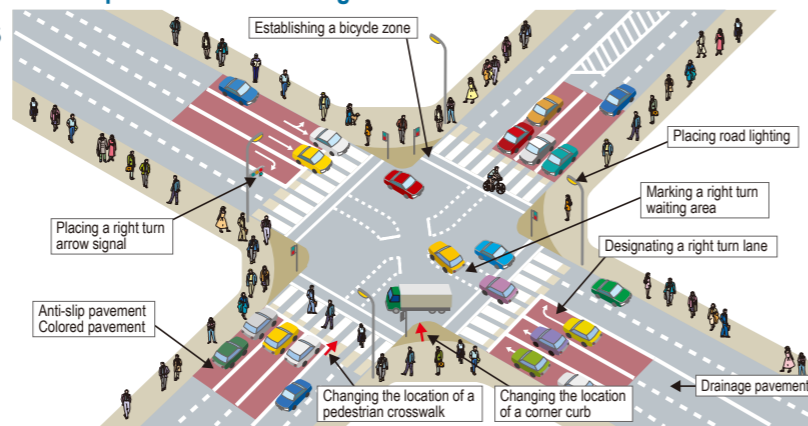 Establishing a bicycle zone
Placing road lighting
Marking a right turn
waiting area
Placing a right turn
arrow signal
Designating a right turn lane
Anti-slip pavement
Colored pavement
Drainage pavement
Changing the location of a
pedestrian crosswalk
Changing the location
of a corner curb